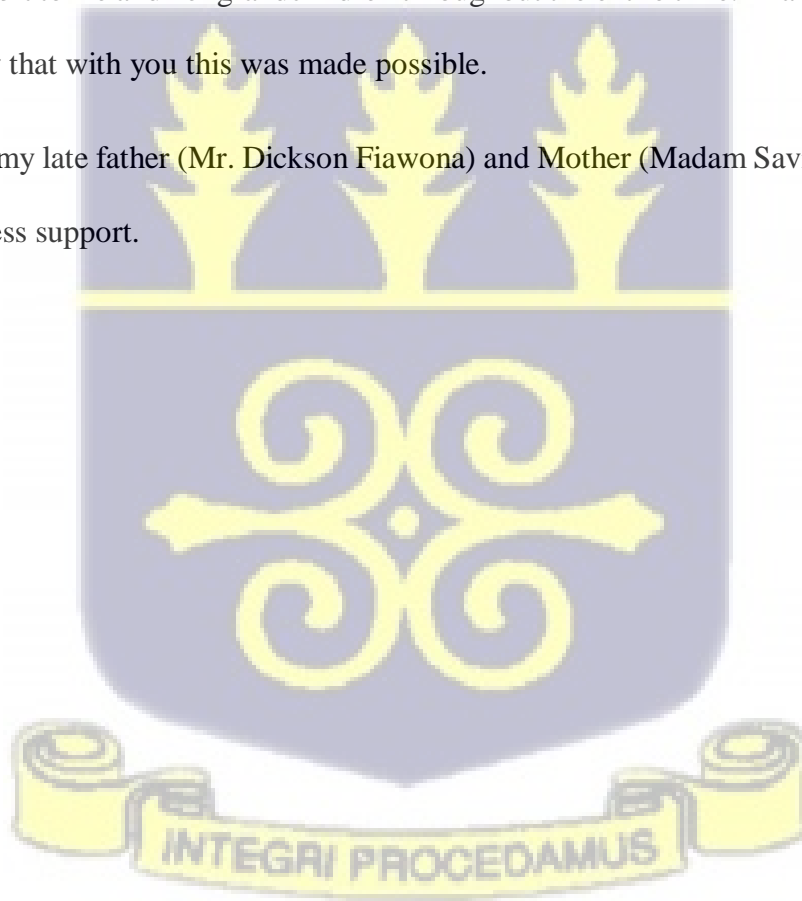 that with you this was made possible.
my late father (Mr. Dickson Fiawona) and Mother (Madam Sav
ess support.
INTEGRI PROCEDAMUS